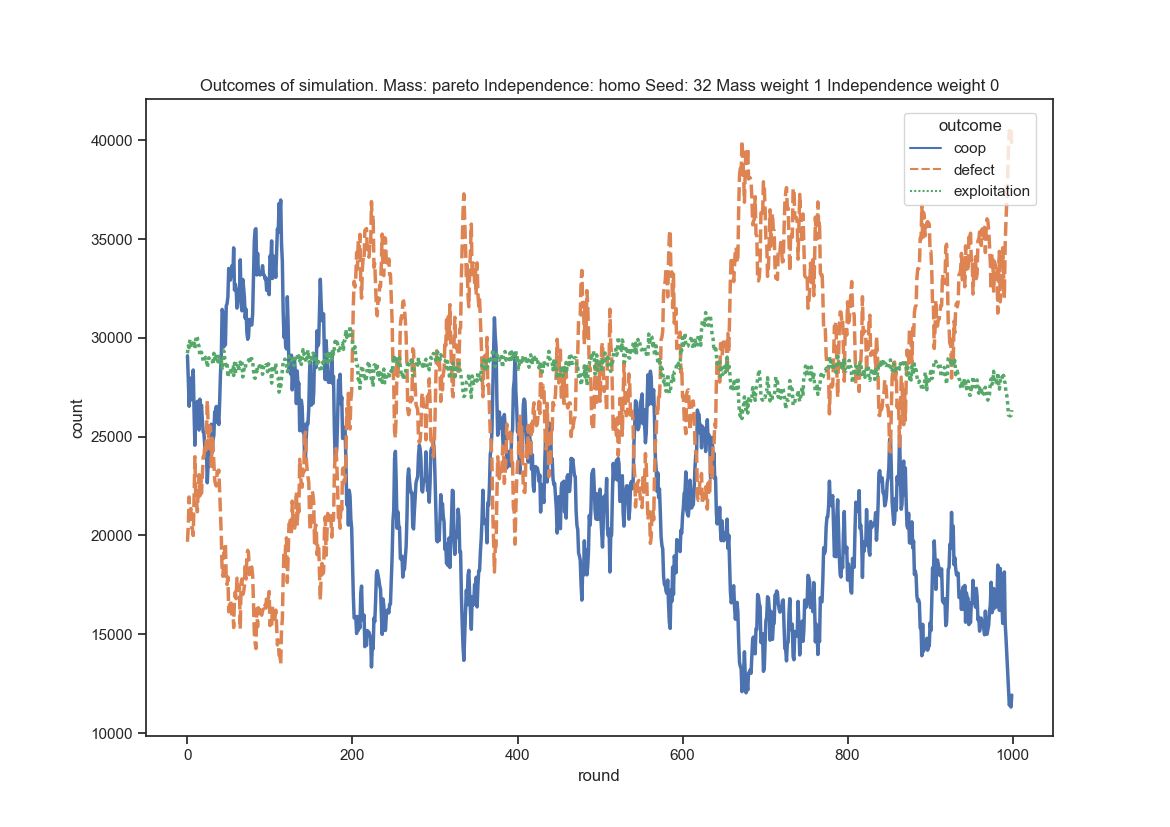 Outcomes of simulation. Mass: pareto Independence: homo Seed: 32 Mass weight 1 Independence weight 0
outcome
coop
defect
exploitation
count
40000
35000
30000
25000
20000
15000
10000
0 200 400 600 800 1000
round